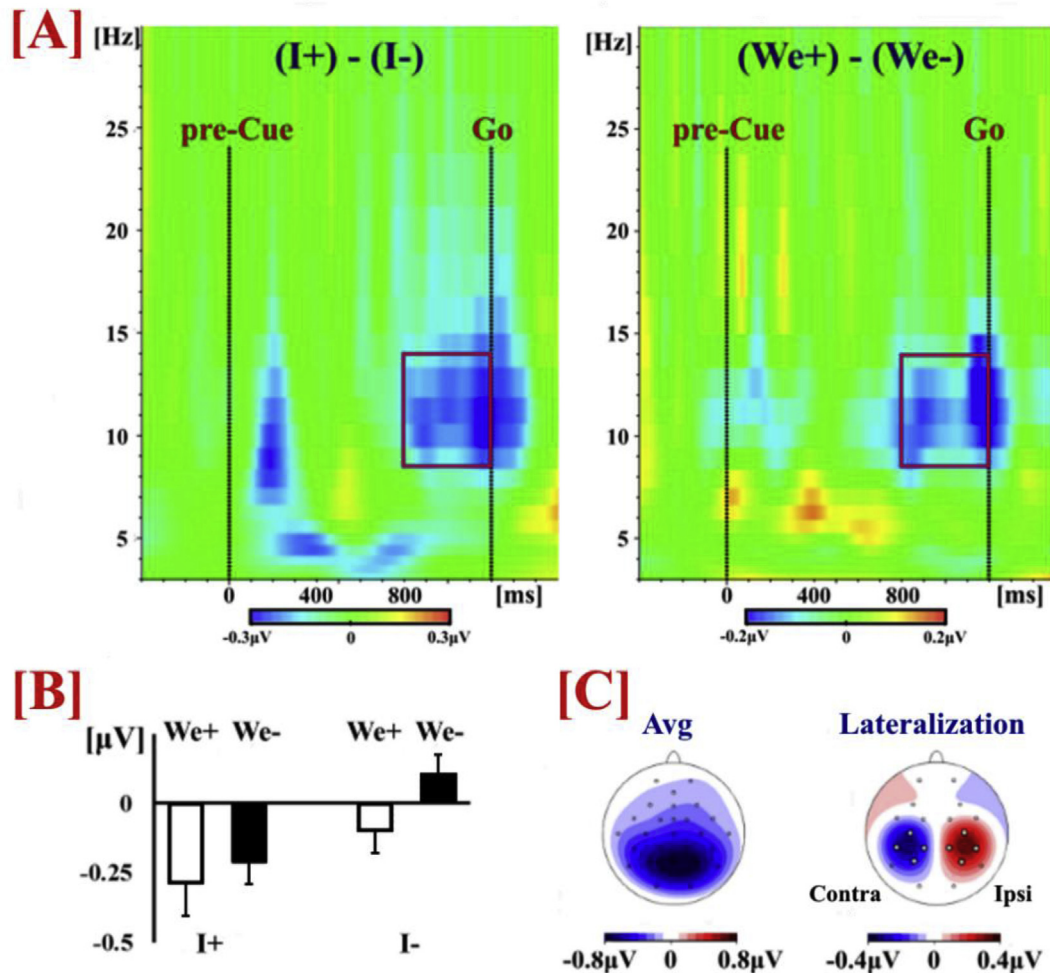 [A]
[Hz]
(I+) - (I-)
pre-Cue
Go
25
20
15
10
5
0 400 800 [ms]
-0.3µV 0 0.3µV
[Hz]
(We+) - (We-)
pre-Cue
Go
25
20
15
10
5
0 400 800 [ms]
-0.2µV 0 0.2µV
[B]
[µV]
We+ We- We+ We-
0
-0.25
-0.5
I+ I-
[C]
Avg Lateralization
Contra Ipsi
-0.8µV 0 0.8µV
-0.4µV 0 0.4µV